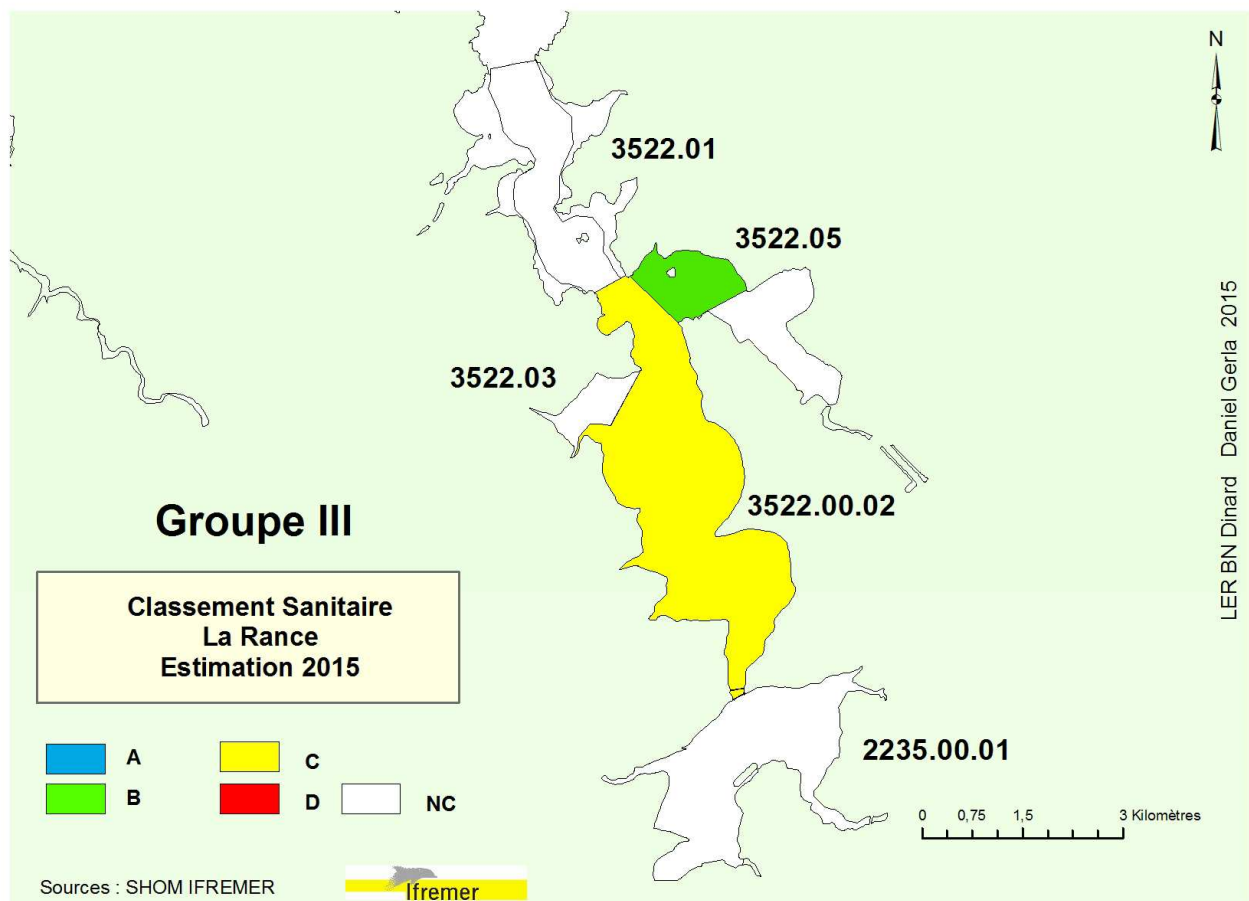 N
3522.01
3522.05
3522.03
3522.00.02
2235.00.01
Groupe III
Classement Sanitaire
La Rance
Estimation 2015
A
B
C
D
NC
0 0,75 1,5 3 Kilomètres
Sources : SHOM IFREMER
Ifremer
LER BN Dinard Daniel Gerla 2015